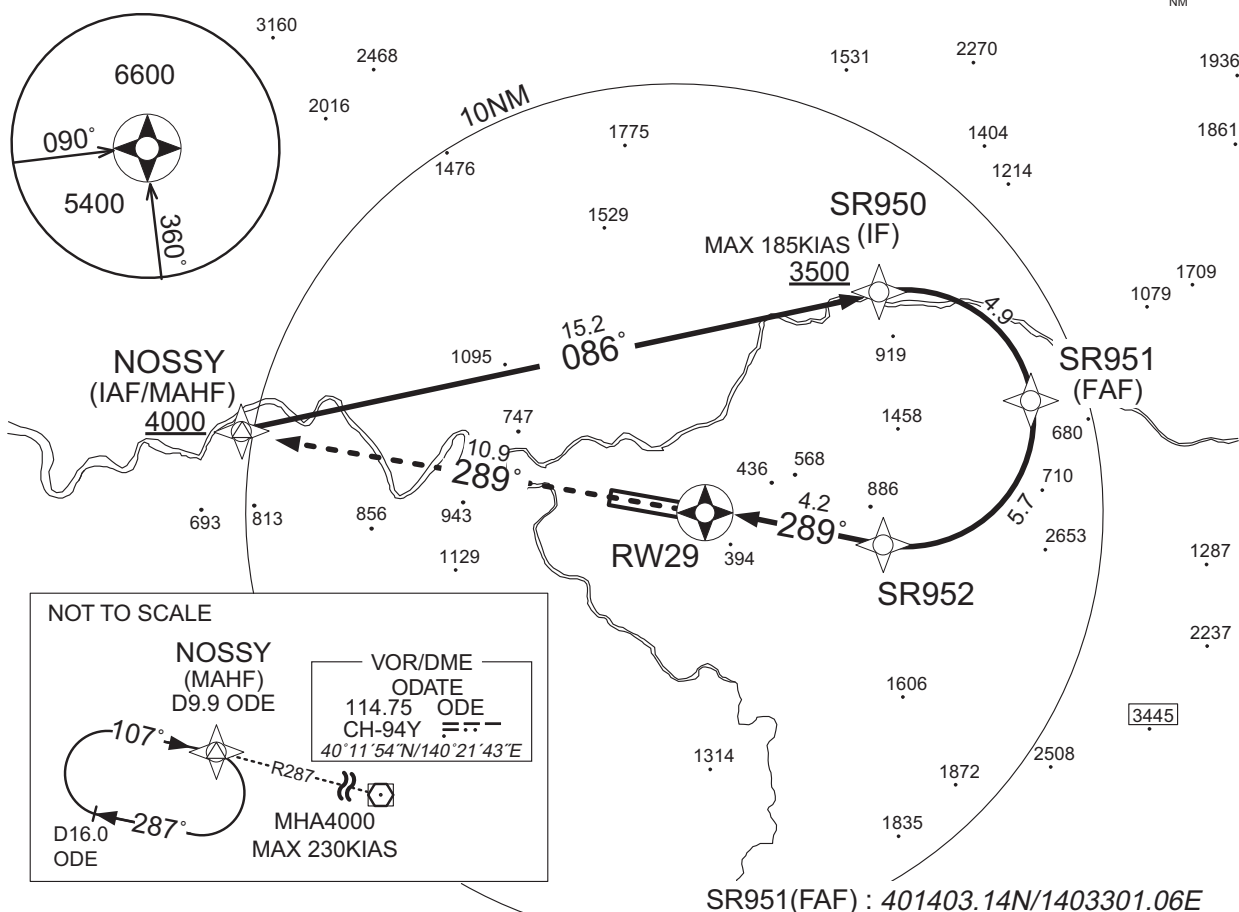 NM
3160
2468
2016
1531
2270
1936
6600
090°
5400
360°
10NM
1775
1476
1404
1861
1214
1529
SR950
(IF)
MAX 185KIAS
3500
1709
1079
4.9
15.2
086°
919
SR951
(FAF)
NOSSY
(IAF/MAHF)
4000
1095
747
1458
680
10.9
289°
436
568
886
710
4.2
289°
5.7
693
813
856
943
RW29
394
2653
1129
1287
SR952
NOT TO SCALE
NOSSY
(MAHF)
D9.9 ODE
VOR/DME
ODATE
114.75 ODE
CH-94Y
40°11´54˝N/140°21´43˝E
107°
R287
287°
D16.0
ODE
MHA4000
MAX 230KIAS
2237
1606
3445
1314
2508
1872
1835
SR951(FAF) : 401403.14N/1403301.06E